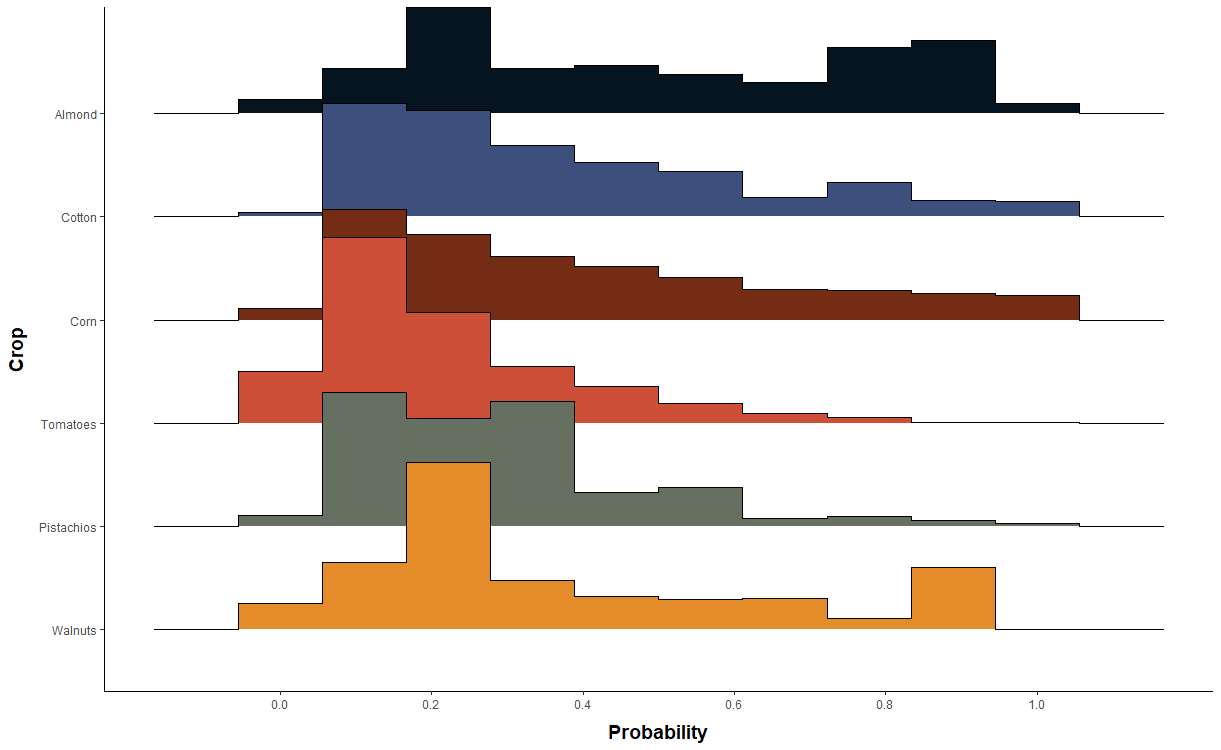 Crop
Almond
Cotton
Corn
Tomatoes
Pistachios
Walnuts
0.0 0.2 0.4 0.6 0.8 1.0
Probability